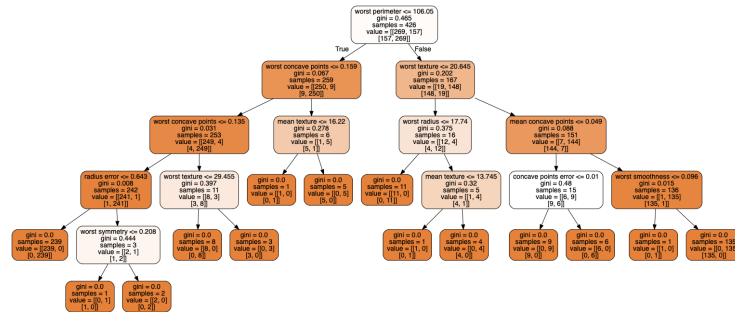 worst perimeter <= 106.05
gini = 0.465
samples = 426
value = [[269, 157]
[157, 269]]
True
False
worst concave points <= 0.159
gini = 0.067
samples = 259
value = [[250, 9]
[9, 250]]
worst texture <= 20.645
gini = 0.202
samples = 167
value = [[19, 148]
[148, 19]]
worst concave points <= 0.135
gini = 0.031
samples = 253
value = [[249, 4]
[4, 249]]
mean texture <= 16.22
gini = 0.278
samples = 6
value = [[1, 5]
[5, 1]]
worst radius <= 17.74
gini = 0.375
samples = 16
value = [[12, 4]
[4, 12]]
mean concave points <= 0.049
gini = 0.088
samples = 151
value = [[7, 144]
[144, 7]]
radius error <= 0.643
gini = 0.008
samples = 242
value = [[241, 1]
[1, 241]]
worst texture <= 29.455
gini = 0.397
samples = 11
value = [[8, 3]
[3, 8]]
gini = 0.0
samples = 1
value = [[1, 0]
[0, 1]]
gini = 0.0
samples = 5
value = [[0, 5]
[5, 0]]
gini = 0.0
samples = 11
value = [[11, 0]
[0, 11]]
mean texture <= 13.745
gini = 0.32
samples = 5
value = [[1, 4]
[4, 1]]
concave points error <= 0.01
gini = 0.48
samples = 15
value = [[6, 9]
[9, 6]]
worst smoothness <= 0.096
gini = 0.015
samples = 136
value = [[1, 135]
[135, 1]]
gini = 0.0
samples = 239
value = [[239, 0]
[0, 239]]
worst symmetry <= 0.208
gini = 0.444
samples = 3
value = [[2, 1]
[1, 2]]
gini = 0.0
samples = 8
value = [[8, 0]
[0, 8]]
gini = 0.0
samples = 3
value = [[0, 3]
[3, 0]]
gini = 0.0
samples = 1
value = [[1, 0]
[0, 1]]
gini = 0.0
samples = 4
value = [[0, 4]
[4, 0]]
gini = 0.0
samples = 9
value = [[0, 9]
[9, 0]]
gini = 0.0
samples = 6
value = [[6, 0]
[0, 6]]
gini = 0.0
samples = 1
value = [[1, 0]
[0, 1]]
gini = 0.0
samples = 135
value = [[0, 135]
[135, 0]]
gini = 0.0
samples = 1
value = [[0, 1]
[1, 0]]
gini = 0.0
samples = 2
value = [[2, 0]
[0, 2]]